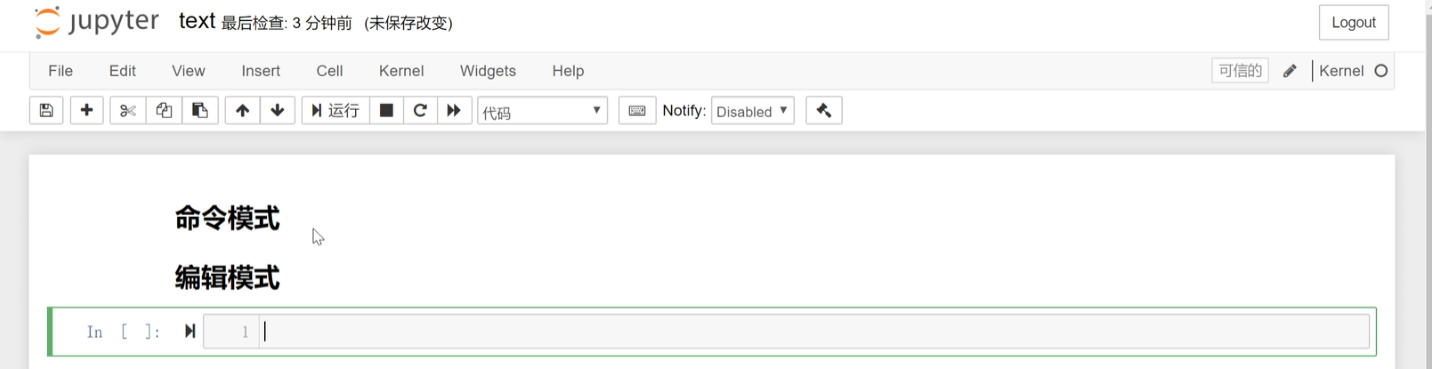 jupyter text 最后检查: 3 分钟前 (未保存改变) Logout
File Edit View Insert Cell Kernel Widgets Help 可信的 Kernel
运行 代码 Notify: Disabled
命令模式
编辑模式
In [ ]: 1